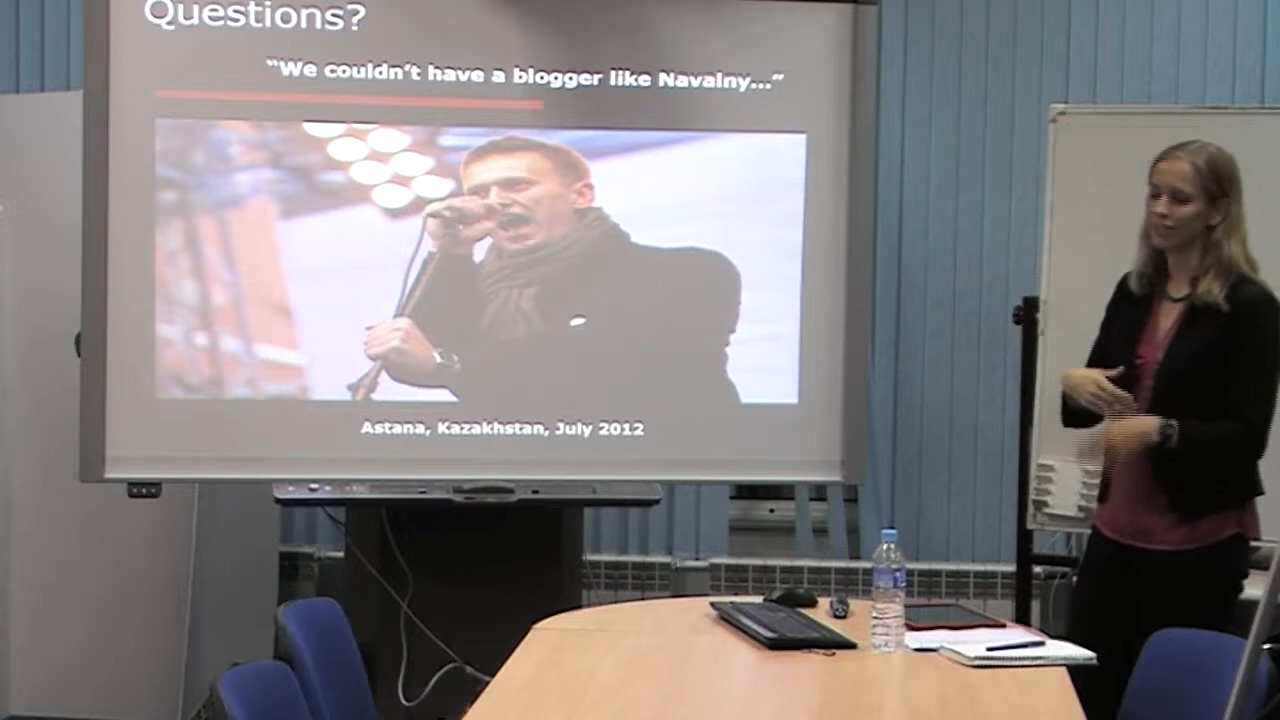 Questions?
“We couldn’t have a blogger like Navalny...”
Astana, Kazakhstan, July 2012